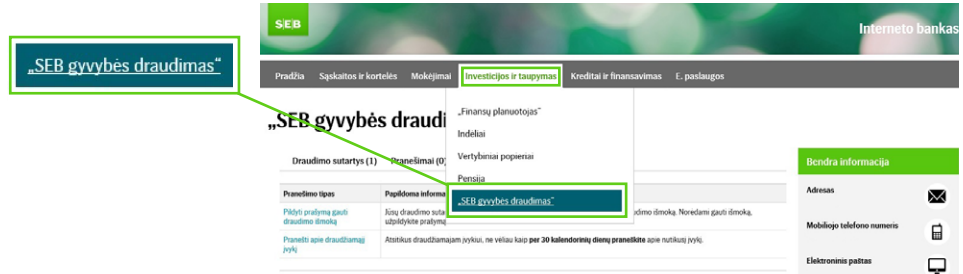 SEB
Interneto bankas
„SEB gyvybės draudimas“
Pradžia Sąskaitos ir kortelės Mokėjimai Investicijos ir taupymas Kreditai ir finansavimas E. paslaugos
„SEB gyvybės draudi
„Finansų planuotojas“
Indėliai
Vertybiniai popieriai
Pensija
„SEB gyvybės draudimas“
Draudimo sutartys (1) Pranešimai (0)
Pranešimo tipas Papildoma informa
Pildyti prašymą gauti draudimo išmoką
Jūsų draudimo suta
udimo išmoką. Norėdami gauti išmoką,
užpildykite prašymą
Pranešti apie draudžiamąjį įvykį
Atsitikus draudžiamajam įvykiui, ne vėliau kaip per 30 kalendorinių dienų praneškite apie nutikusį įvykį.
Bendra informacija
Adresas
Mobiliojo telefono numeris
Elektroninis paštas